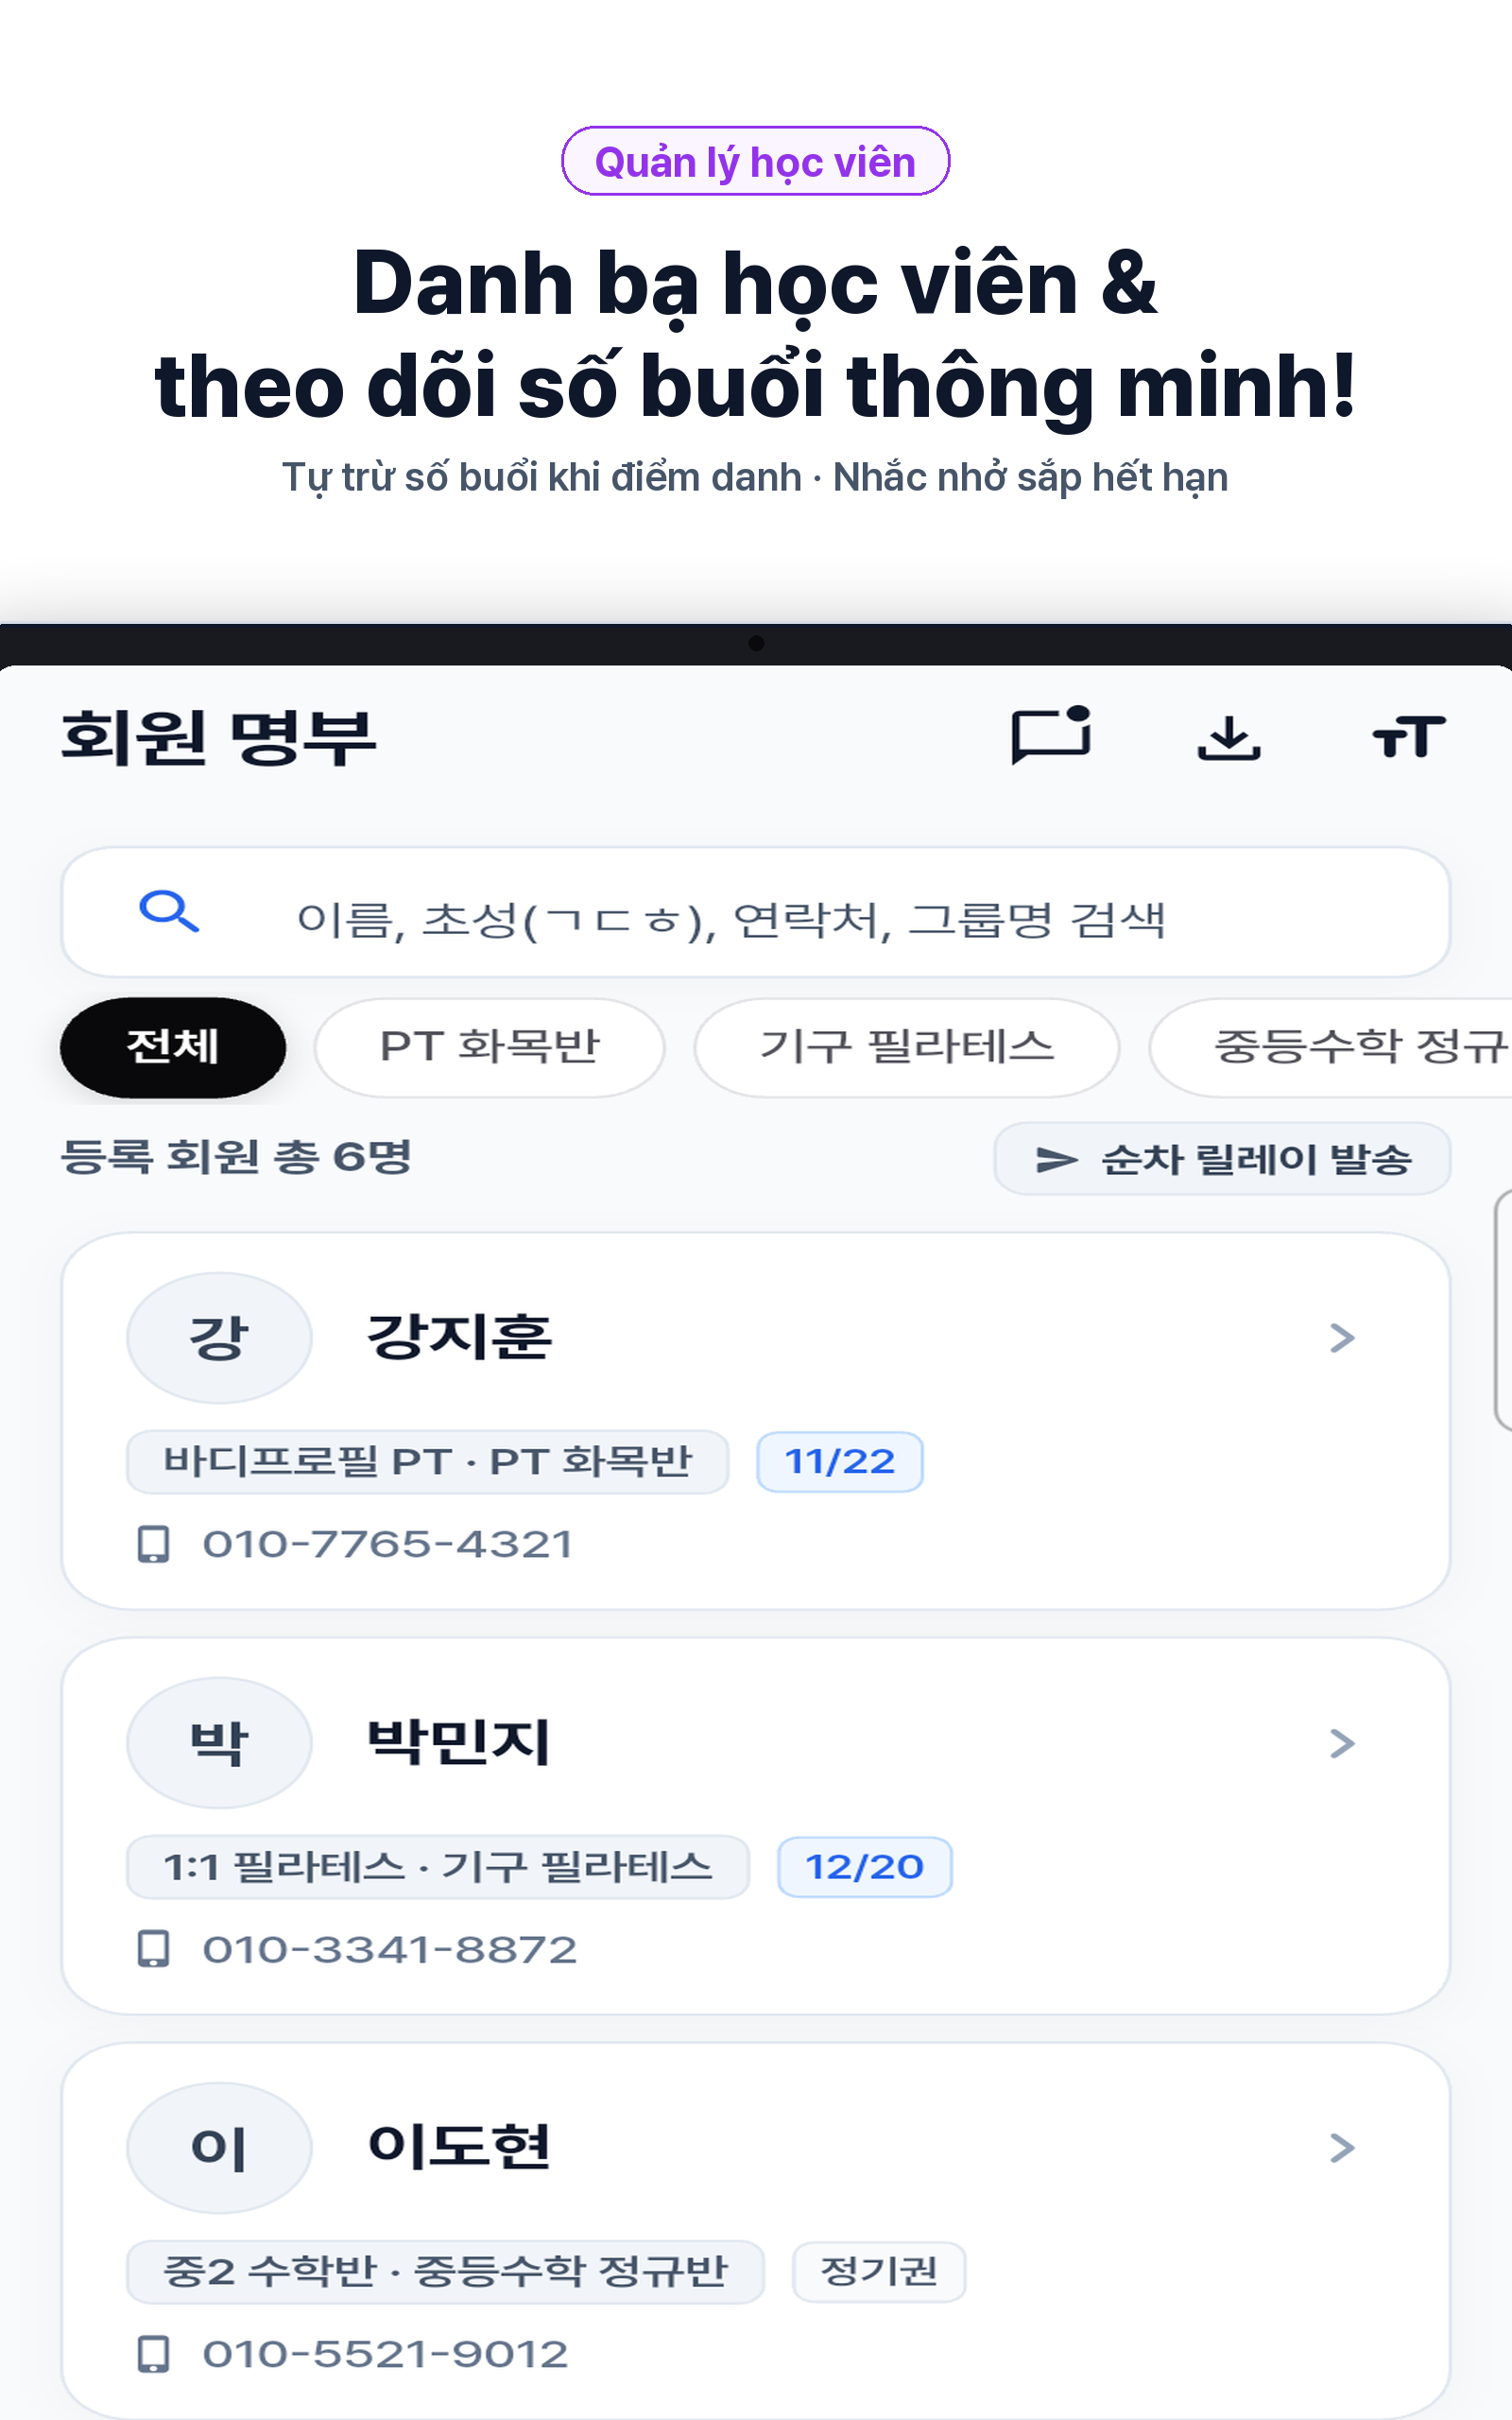 Quản lý học viên
Danh bạ học viên &
theo dõi số buổi thông minh!
Tự trừ số buổi khi điểm danh · Nhắc nhở sắp hết hạn
회원 명부
이름, 초성(ㄱㄷㅎ), 연락처, 그룹명 검색
전체 PT 화목반 기구 필라테스 중등수학 정규
등록 회원 총 6명 순차 릴레이 발송
강 강지훈
바디프로필 PT · PT 화목반 11/22
010-7765-4321
박 박민지
1:1 필라테스 · 기구 필라테스 12/20
010-3341-8872
이 이도현
중2 수학반 · 중등수학 정규반 정기권
010-5521-9012